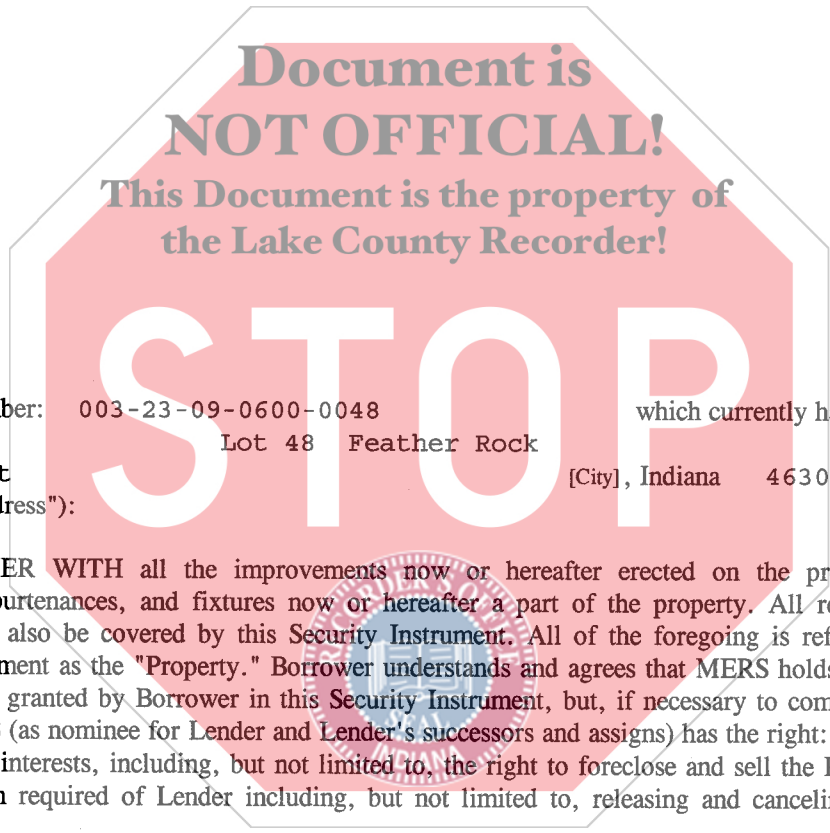 Document is
NOT OFFICIAL!
This Document is the property of
the Lake County Recorder!
STOP
ber: 003-23-09-0600-0048 which currently h
Lot 48 Feather Rock
t [City], Indiana 4630
dress"):
ER WITH all the improvements now or hereafter erected on the pr
purtenances, and fixtures now or hereafter a part of the property. All re
also be covered by this Security Instrument. All of the foregoing is ref
ment as the "Property." Borrower understands and agrees that MERS holds
granted by Borrower in this Security Instrument, but, if necessary to com
(as nominee for Lender and Lender's successors and assigns) has the right:
interests, including, but not limited to, the right to foreclose and sell the
required of Lender including, but not limited to, releasing and cancelin
RECORDER'S OFFICE
SEAL
INDIANA